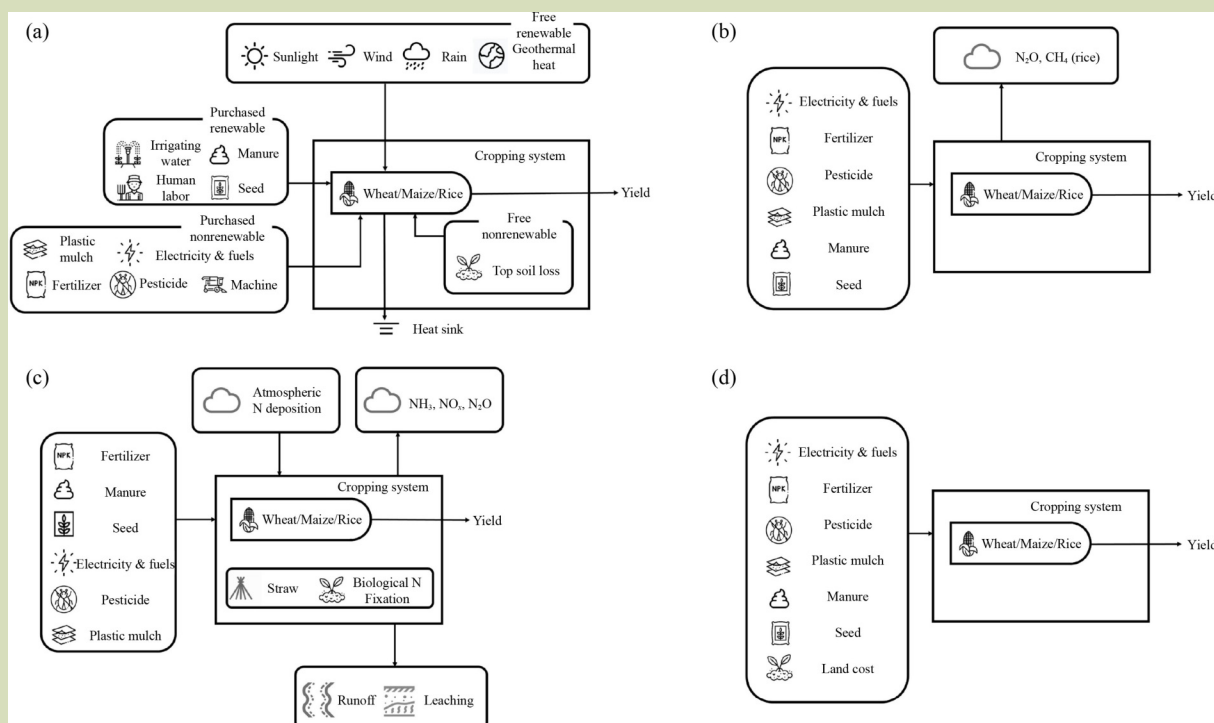 (a)
Free
renewable
Sunlight
Wind
Rain
Geothermal
heat
Purchased
renewable
Irrigating
water
Manure
Human
labor
Seed
Purchased
nonrenewable
Plastic
mulch
Electricity & fuels
NPK
Fertilizer
Pesticide
Machine
Cropping system
Wheat/Maize/Rice
Yield
Free
nonrenewable
Top soil loss
Heat sink
(b)
N₂O, CH₄ (rice)
Electricity & fuels
NPK
Fertilizer
Pesticide
Plastic mulch
Manure
Seed
Cropping system
Wheat/Maize/Rice
Yield
(c)
Atmospheric
N deposition
NH₃, NOₓ, N₂O
NPK
Fertilizer
Manure
Seed
Electricity & fuels
Pesticide
Plastic mulch
Cropping system
Wheat/Maize/Rice
Yield
Straw
Biological N
Fixation
Runoff
Leaching
(d)
Electricity & fuels
NPK
Fertilizer
Pesticide
Plastic mulch
Manure
Seed
Land cost
Cropping system
Wheat/Maize/Rice
Yield